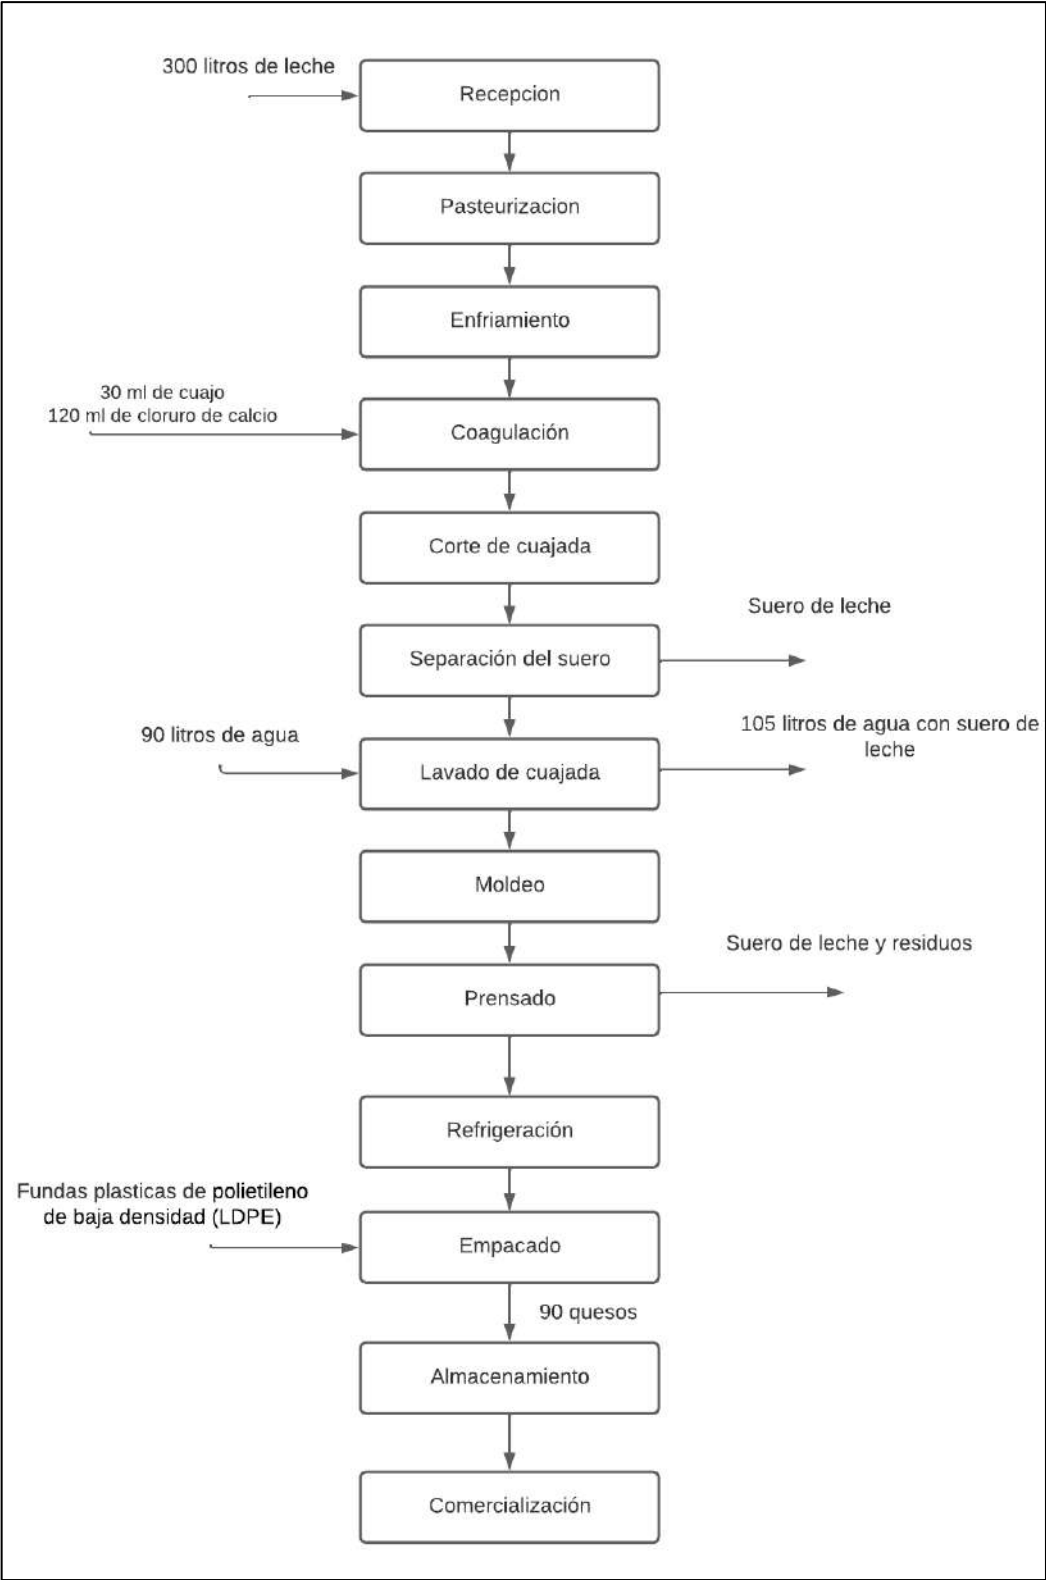 300 litros de leche
Recepcion
Pasteurizacion
Enfriamiento
30 ml de cuajo
120 ml de cloruro de calcio
Coagulación
Corte de cuajada
Suero de leche
Separación del suero
90 litros de agua
105 litros de agua con suero de
leche
Lavado de cuajada
Moldeo
Suero de leche y residuos
Prensado
Refrigeración
Fundas plasticas de polietileno
de baja densidad (LDPE)
Empacado
90 quesos
Almacenamiento
Comercialización